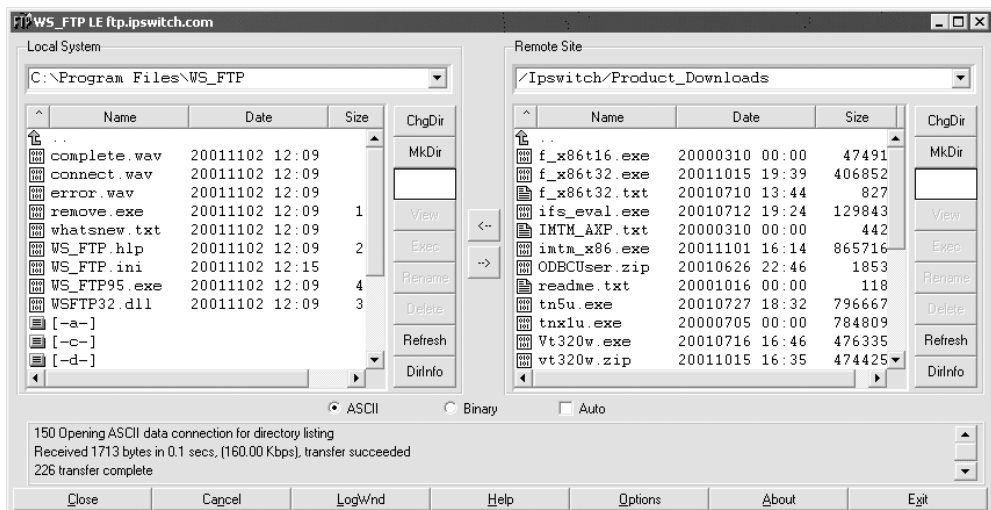 WS_FTP LE ftp.ipswitch.com
Local System
C:\Program Files\WS_FTP
^ Name Date Size
..
complete.wav 20011102 12:09
connect.wav 20011102 12:09
error.wav 20011102 12:09
remove.exe 20011102 12:09 1
whatsnew.txt 20011102 12:09
WS_FTP.hlp 20011102 12:09 2
WS_FTP.ini 20011102 12:15
WS_FTP95.exe 20011102 12:09 4
WSFTP32.dll 20011102 12:09 3
[-a-]
[-c-]
[-d-]
ChgDir
MkDir
View
Exec
Rename
Delete
Refresh
DirInfo
<--
-->
Remote Site
/Ipswitch/Product_Downloads
^ Name Date Size
..
f_x86t16.exe 20000310 00:00 47491
f_x86t32.exe 20011015 19:39 406852
f_x86t32.txt 20010710 13:44 827
ifs_eval.exe 20010712 19:24 129843
IMTM_AXP.txt 20000310 00:00 442
imtm_x86.exe 20011101 16:14 865716
ODBCUser.zip 20010626 22:46 1853
readme.txt 20001016 00:00 118
tn5u.exe 20010727 18:32 796667
tnx1u.exe 20000705 00:00 784809
Vt320w.exe 20010716 16:46 476335
vt320w.zip 20011015 16:35 474425
ChgDir
MkDir
View
Exec
Rename
Delete
Refresh
DirInfo
ASCII Binary Auto
150 Opening ASCII data connection for directory listing
Received 1713 bytes in 0.1 secs, (160.00 Kbps), transfer succeeded
226 transfer complete
Close Cancel LogWnd Help Options About Exit